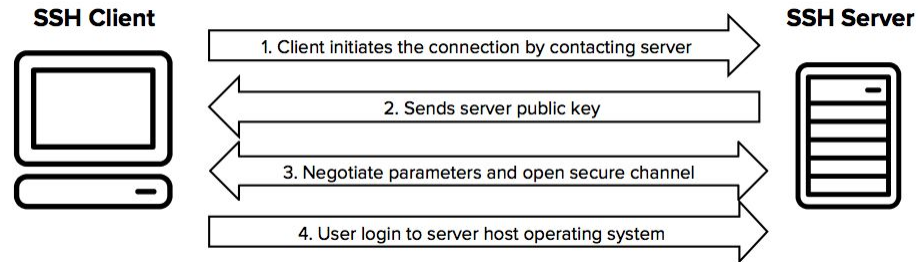 SSH Client
SSH Server
1. Client initiates the connection by contacting server
2. Sends server public key
3. Negotiate parameters and open secure channel
4. User login to server host operating system